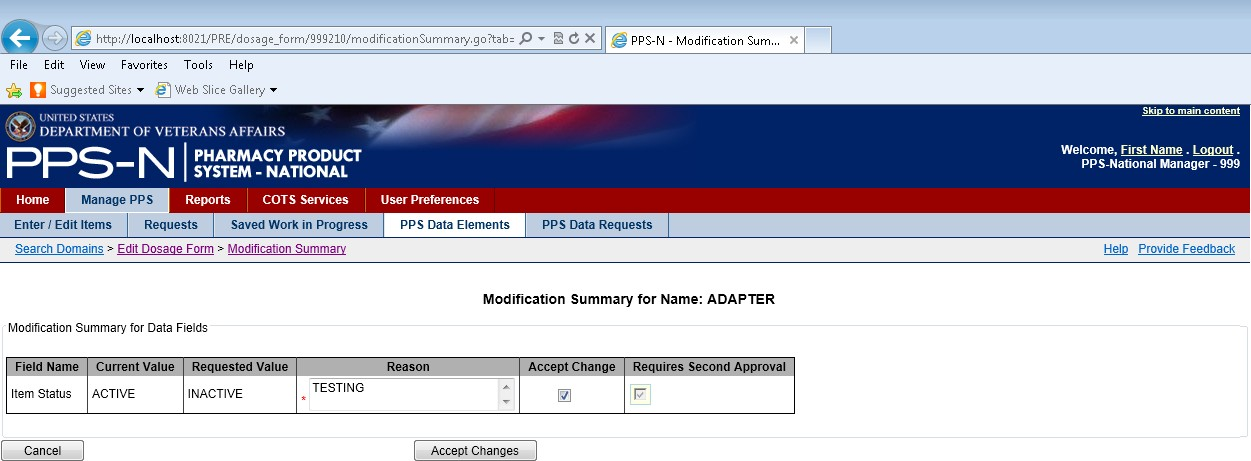 http://localhost:8021/PRE/dosage_form/999210/modificationSummary.go?tab=
PPS-N - Modification Sum...
File Edit View Favorites Tools Help
Suggested Sites Web Slice Gallery
Skip to main content
UNITED STATES
DEPARTMENT OF VETERANS AFFAIRS
PPS-N PHARMACY PRODUCT
SYSTEM - NATIONAL
Welcome, First Name . Logout .
PPS-National Manager - 999
Home Manage PPS Reports COTS Services User Preferences
Enter / Edit Items Requests Saved Work in Progress PPS Data Elements PPS Data Requests
Search Domains > Edit Dosage Form > Modification Summary Help Provide Feedback
Modification Summary for Name: ADAPTER
Modification Summary for Data Fields
Field Name Current Value Requested Value Reason Accept Change Requires Second Approval
Item Status ACTIVE INACTIVE * TESTING
Cancel Accept Changes